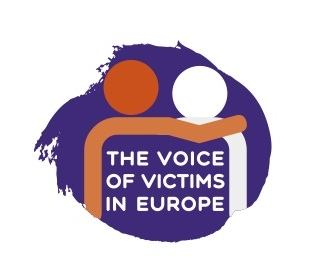 THE VOICE
OF VICTIMS
IN EUROPE